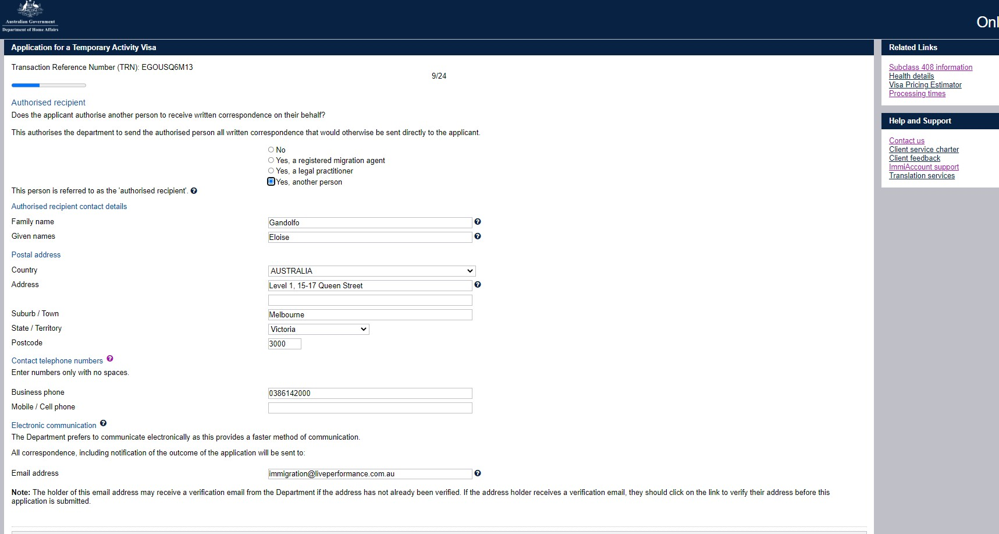 Australian Government
Department of Home Affairs
Onl
Application for a Temporary Activity Visa
Transaction Reference Number (TRN): EGOUSQ6M13
9/24
Authorised recipient
Does the applicant authorise another person to receive written correspondence on their behalf?
This authorises the department to send the authorised person all written correspondence that would otherwise be sent directly to the applicant.
No
Yes, a registered migration agent
Yes, a legal practitioner
Yes, another person
This person is referred to as the 'authorised recipient'.
Authorised recipient contact details
Family name Gandolfo
Given names Eloise
Postal address
Country AUSTRALIA
Address Level 1, 15-17 Queen Street
Suburb / Town Melbourne
State / Territory Victoria
Postcode 3000
Contact telephone numbers
Enter numbers only with no spaces.
Business phone 0386142000
Mobile / Cell phone
Electronic communication
The Department prefers to communicate electronically as this provides a faster method of communication.
All correspondence, including notification of the outcome of the application will be sent to:
Email address immigration@liveperformance.com.au
Note: The holder of this email address may receive a verification email from the Department if the address has not already been verified. If the address holder receives a verification email, they should click on the link to verify their address before this
application is submitted.
Related Links
Subclass 408 information
Health details
Visa Pricing Estimator
Processing times
Help and Support
Contact us
Client service charter
Client feedback
ImmiAccount support
Translation services